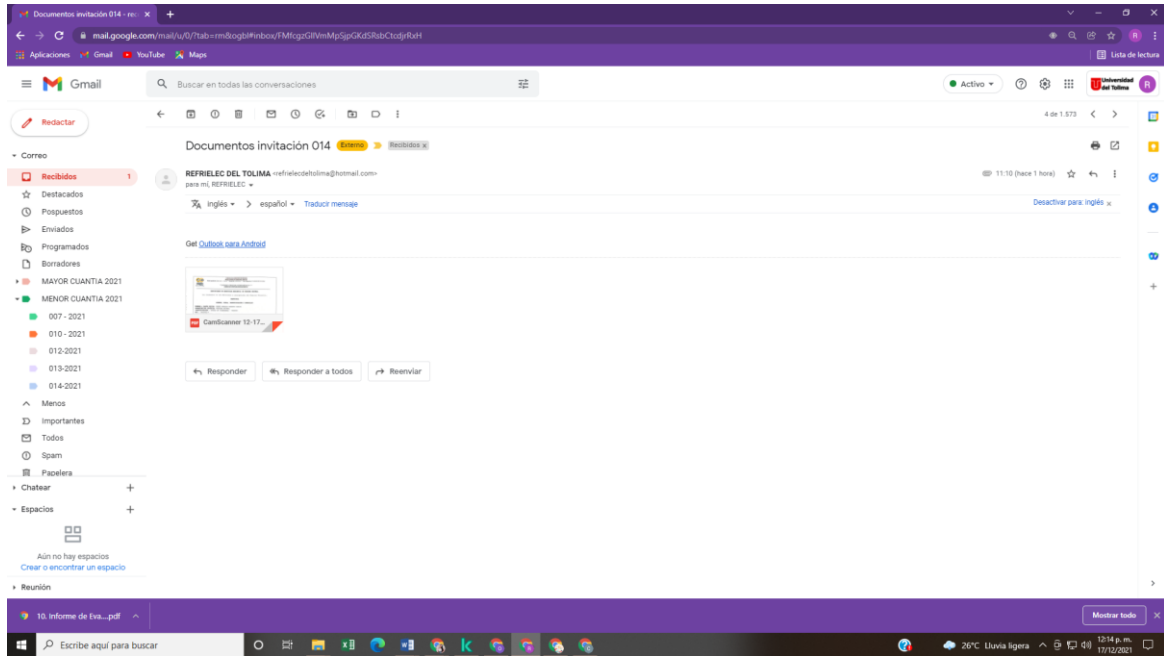 Documentos invitación 014 - rec
mail.google.com/mail/u/0/?tab=rm&ogbl#inbox/FMfcgzGllVmMpSjpGKdSRsbCtcdjrRxH
R
Aplicaciones Gmail YouTube Maps Lista de lectura
Gmail
Buscar en todas las conversaciones
Activo
Universidad del Tolima
R
Redactar
4 de 1.573
Documentos invitación 014 Externo Recibidos x
Correo
Recibidos 1
REFRIELEC DEL TOLIMA <refrielecdeltolima@hotmail.com>
11:10 (hace 1 hora)
para mí, REFRIELEC
Destacados
inglés > español Traducir mensaje
Desactivar para: inglés x
Pospuestos
Enviados
Programados
Get Outlook para Android
Borradores
MAYOR CUANTIA 2021
MENOR CUANTIA 2021
007 - 2021
010 - 2021
012-2021
013-2021
014-2021
PDF CamScanner 12-17...
Responder Responder a todos Reenviar
Menos
Importantes
Todos
Spam
Papelera
Chatear +
Espacios +
Aún no hay espacios
Crear o encontrar un espacio
Reunión
10. Informe de Eva....pdf
Mostrar todo
Escribe aquí para buscar
26°C Lluvia ligera
12:14 p. m.
17/12/2021